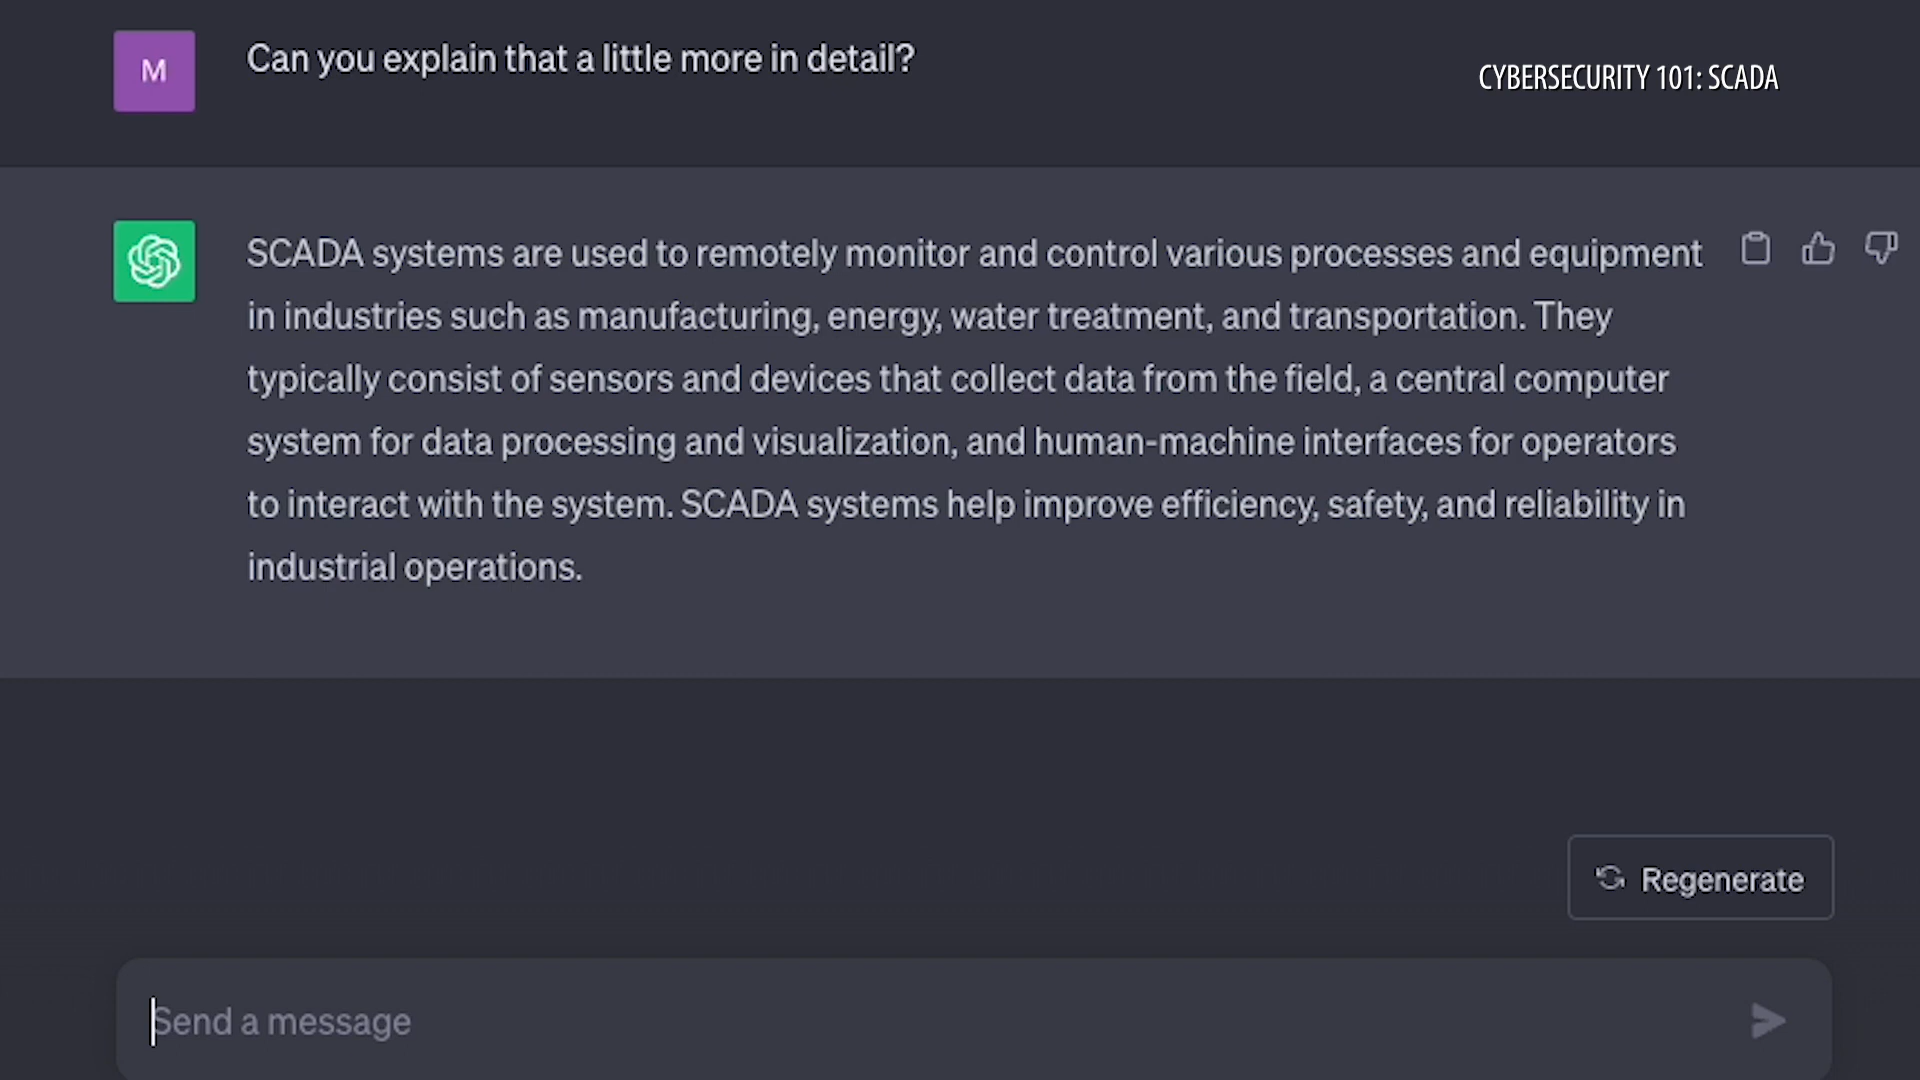 M
Can you explain that a little more in detail?
CYBERSECURITY 101: SCADA
SCADA systems are used to remotely monitor and control various processes and equipment
in industries such as manufacturing, energy, water treatment, and transportation. They
typically consist of sensors and devices that collect data from the field, a central computer
system for data processing and visualization, and human-machine interfaces for operators
to interact with the system. SCADA systems help improve efficiency, safety, and reliability in
industrial operations.
Regenerate
Send a message